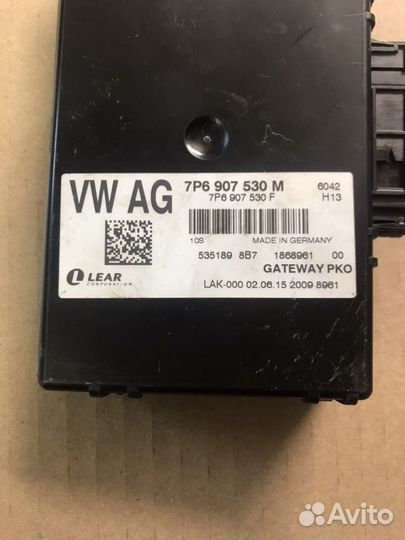 VW AG
7P6 907 530 M
6042
7P6 907 530 F
H13
10S
MADE IN GERMANY
535189 8B7 1868961 00
GATEWAY PKO
LEAR
CORPORATION
LAK-000 02.06.15 2009 8961
Avito